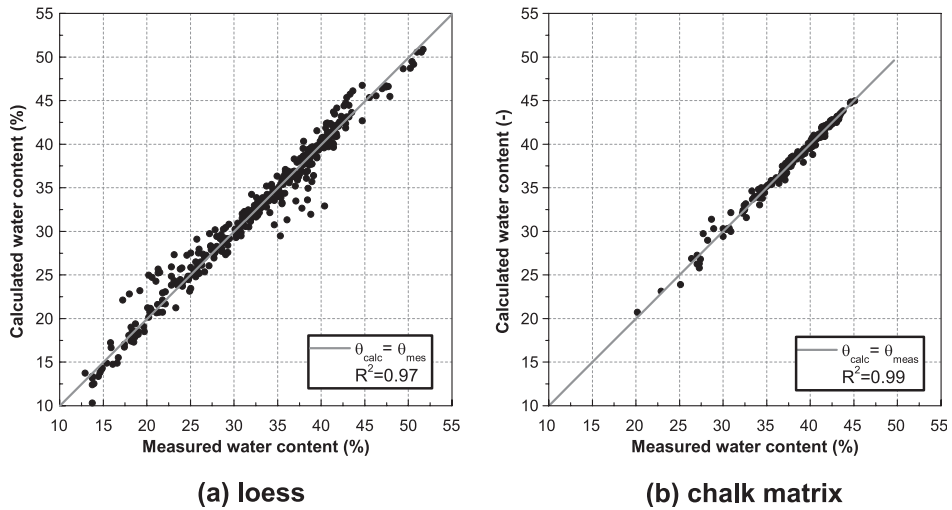 55
50
45
40
35
30
25
20
15
10
Calculated water content (%)
θcalc = θmes
R²=0.97
10 15 20 25 30 35 40 45 50 55
Measured water content (%)
(a) loess
55
50
45
40
35
30
25
20
15
10
Calculated water content (-)
θcalc = θmeas
R²=0.99
10 15 20 25 30 35 40 45 50 55
Measured water content (%)
(b) chalk matrix